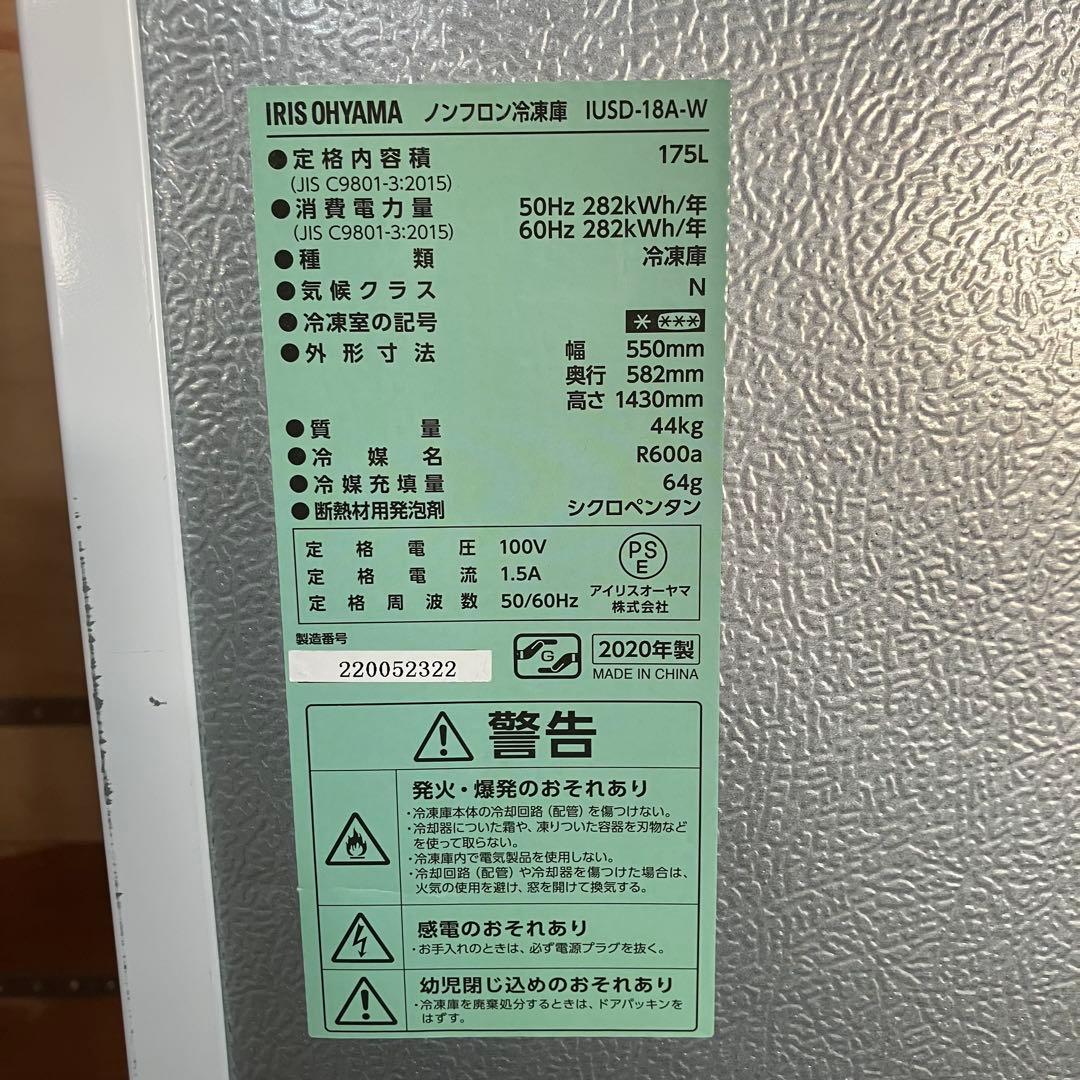 IRIS OHYAMA ノンフロン冷凍庫 IUSD-18A-W
●定格内容積 175L
(JIS C9801-3:2015)
●消費電力量 50Hz 282kWh/年
(JIS C9801-3:2015) 60Hz 282kWh/年
●種類 冷凍庫
●気候クラス N
●冷凍室の記号 * ***
●外形寸法 幅 550mm
奥行 582mm
高さ 1430mm
●質量 44kg
●冷媒名 R600a
●冷媒充填量 64g
●断熱材用発泡剤 シクロペンタン
定格電圧 100V
定格電流 1.5A
定格周波数 50/60Hz
PS
E
アイリスオーヤマ
株式会社
製造番号
220052322
G
2020年製
MADE IN CHINA
警告
発火・爆発のおそれあり
・冷凍庫本体の冷却回路（配管）を傷つけない。
・冷却器についた霜や、凍りついた容器を刃物など
を使って取らない。
・冷凍庫内で電気製品を使用しない。
・冷却回路（配管）や冷却器を傷つけた場合は、
火気の使用を避け、窓を開けて換気する。
感電のおそれあり
・お手入れのときは、必ず電源プラグを抜く。
幼児閉じ込めのおそれあり
・冷凍庫を廃棄処分するときは、ドアパッキンを
はずす。